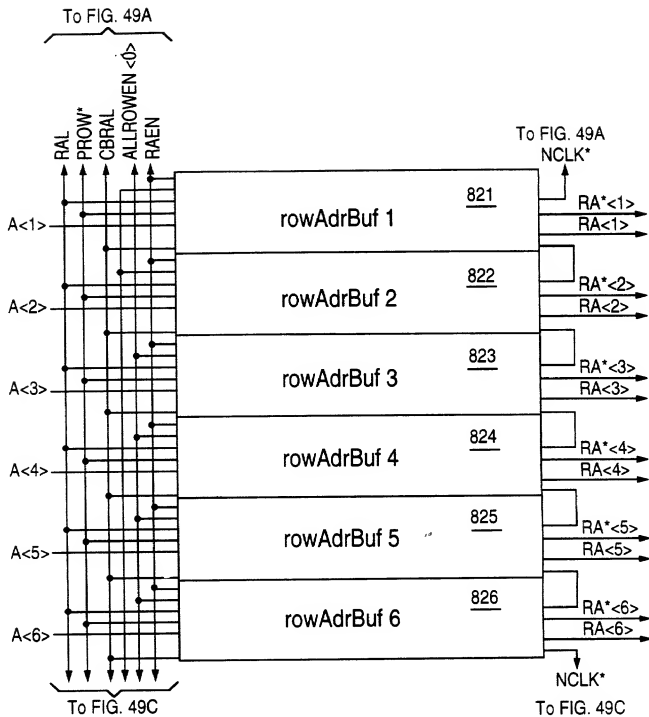 To FIG. 49A
RAL
PROW*
CBRAL
ALLROWEN <0>
RAEN
To FIG. 49A
NCLK*
821
RA*<1>
A<1>
rowAdrBuf 1
RA<1>
822
RA*<2>
A<2>
rowAdrBuf 2
RA<2>
823
RA*<3>
A<3>
rowAdrBuf 3
RA<3>
824
RA*<4>
A<4>
rowAdrBuf 4
RA<4>
825
RA*<5>
A<5>
rowAdrBuf 5
RA<5>
826
RA*<6>
A<6>
rowAdrBuf 6
RA<6>
NCLK*
To FIG. 49C
To FIG. 49C